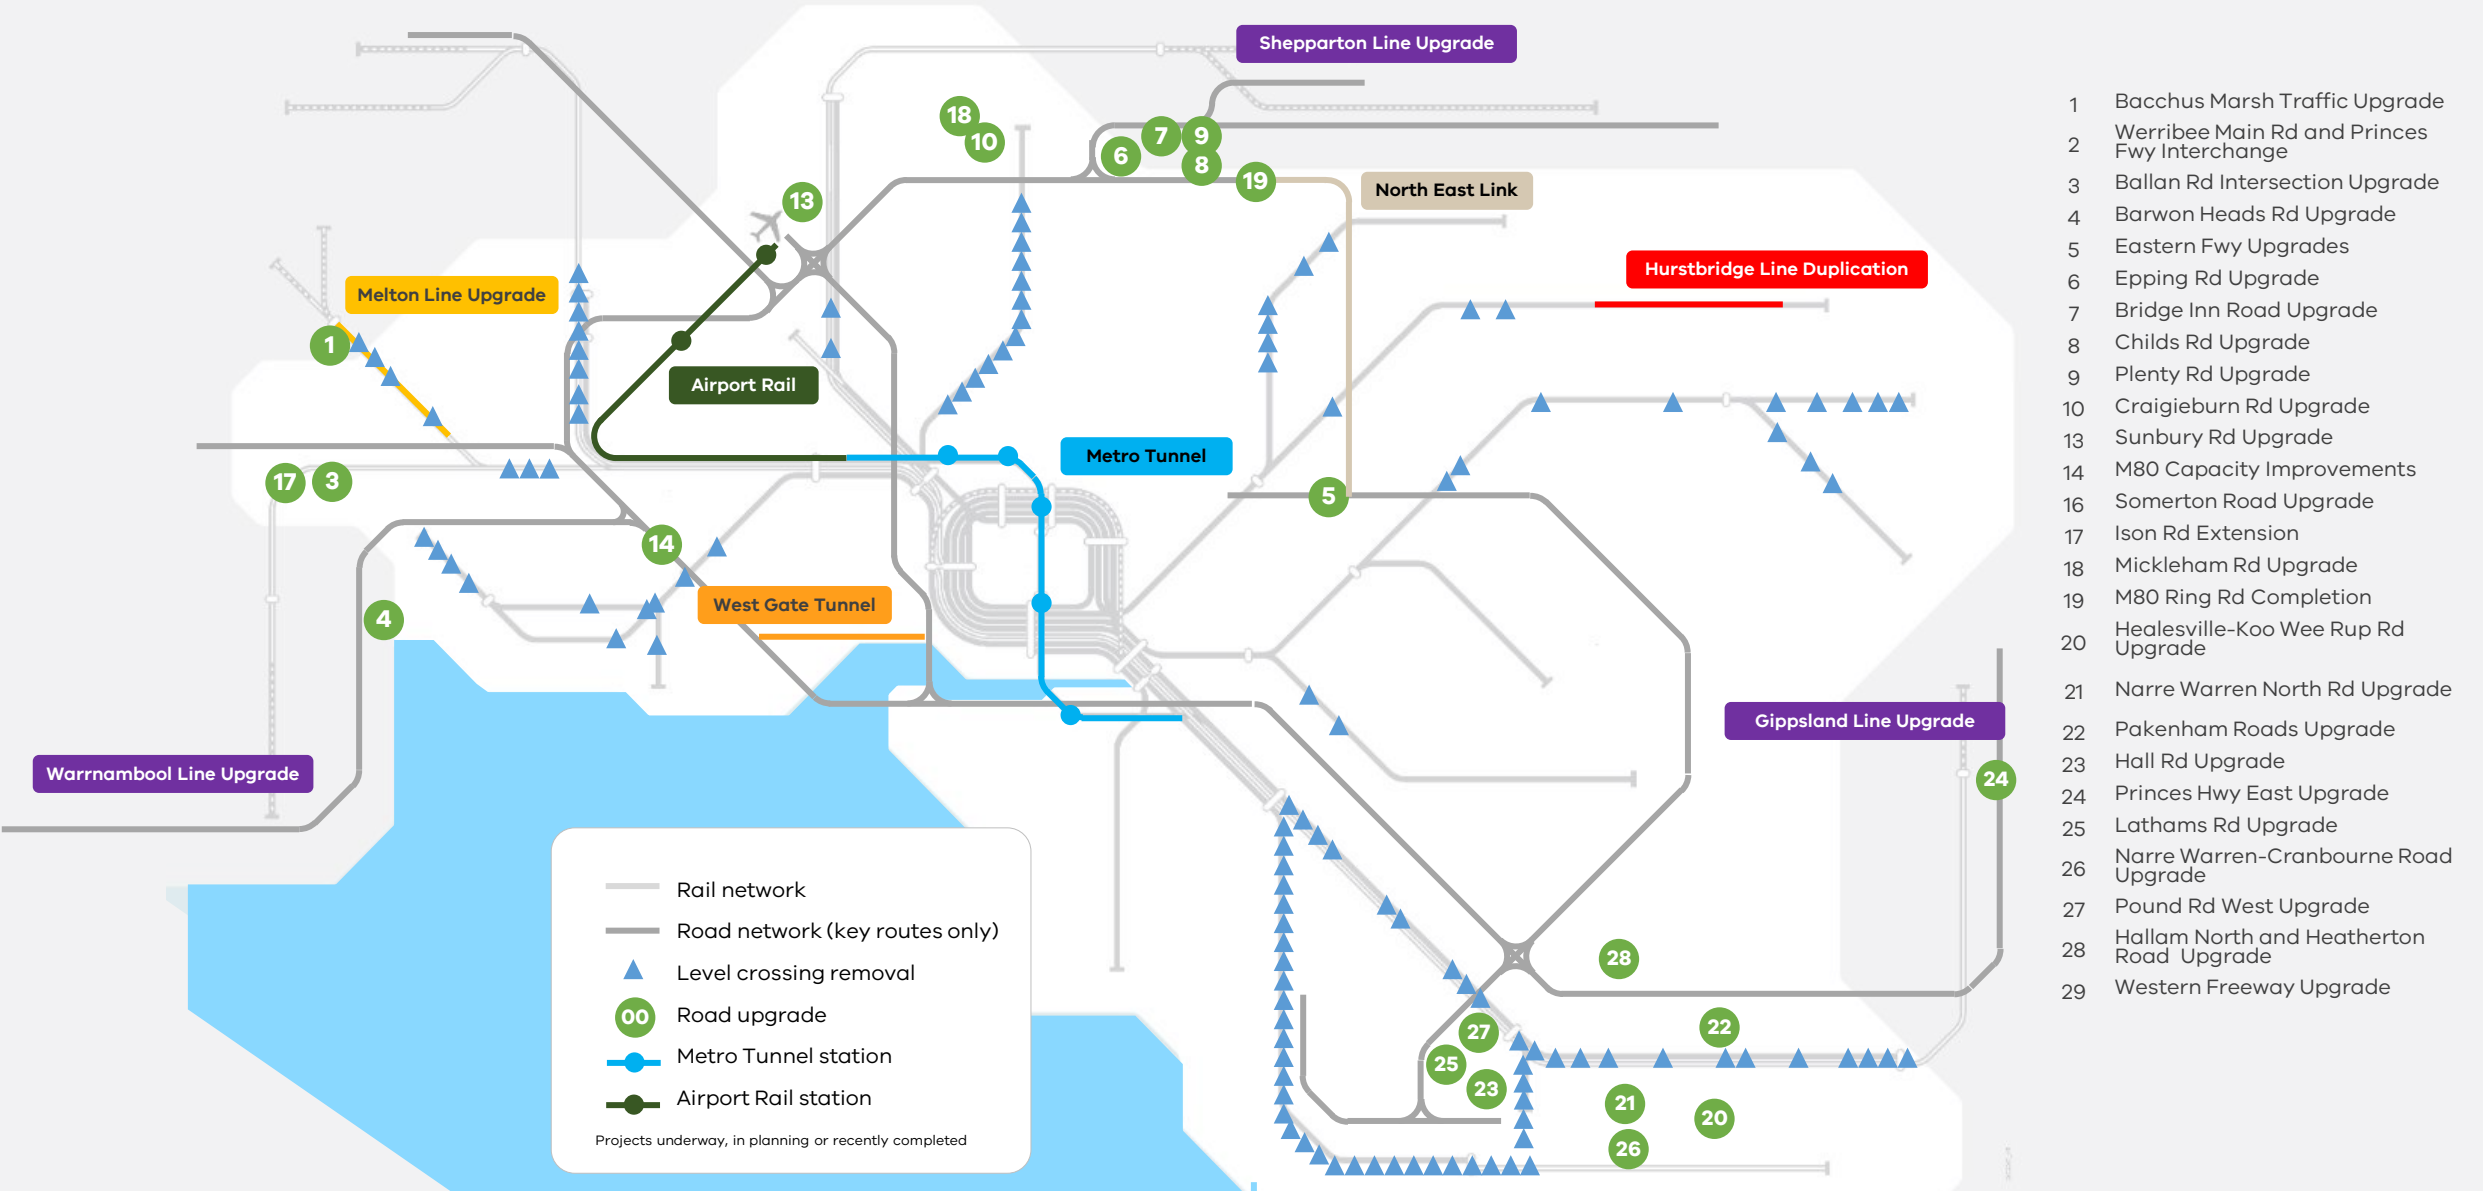 Shepparton Line Upgrade
18
10
7
9
6
8
19
North East Link
13
Hurstbridge Line Duplication
Melton Line Upgrade
1
Airport Rail
Metro Tunnel
17
3
5
14
West Gate Tunnel
4
Gippsland Line Upgrade
Warrnambool Line Upgrade
24
28
27
22
25
23
21
20
26
Rail network
Road network (key routes only)
Level crossing removal
00 Road upgrade
Metro Tunnel station
Airport Rail station
Projects underway, in planning or recently completed
1 Bacchus Marsh Traffic Upgrade
2 Werribee Main Rd and Princes
Fwy Interchange
3 Ballan Rd Intersection Upgrade
4 Barwon Heads Rd Upgrade
5 Eastern Fwy Upgrades
6 Epping Rd Upgrade
7 Bridge Inn Road Upgrade
8 Childs Rd Upgrade
9 Plenty Rd Upgrade
10 Craigieburn Rd Upgrade
13 Sunbury Rd Upgrade
14 M80 Capacity Improvements
16 Somerton Road Upgrade
17 Ison Rd Extension
18 Mickleham Rd Upgrade
19 M80 Ring Rd Completion
20 Healesville-Koo Wee Rup Rd
Upgrade
21 Narre Warren North Rd Upgrade
22 Pakenham Roads Upgrade
23 Hall Rd Upgrade
24 Princes Hwy East Upgrade
25 Lathams Rd Upgrade
26 Narre Warren-Cranbourne Road
Upgrade
27 Pound Rd West Upgrade
28 Hallam North and Heatherton
Road Upgrade
29 Western Freeway Upgrade